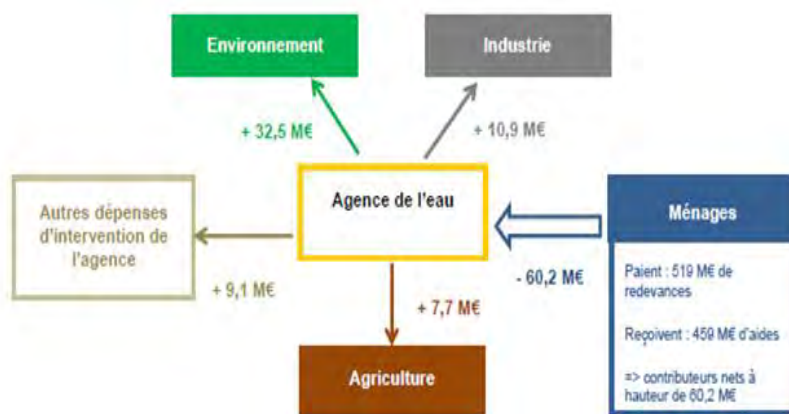 Environnement
Industrie
+ 32,5 M€
+ 10,9 M€
Autres dépenses
d'intervention de
l'agence
Agence de l'eau
Ménages
Paient : 519 M€ de
redevances
Reçoivent : 459 M€ d'aides
=> contributeurs nets à
hauteur de 60,2 M€
+ 9,1 M€
- 60,2 M€
+ 7,7 M€
Agriculture